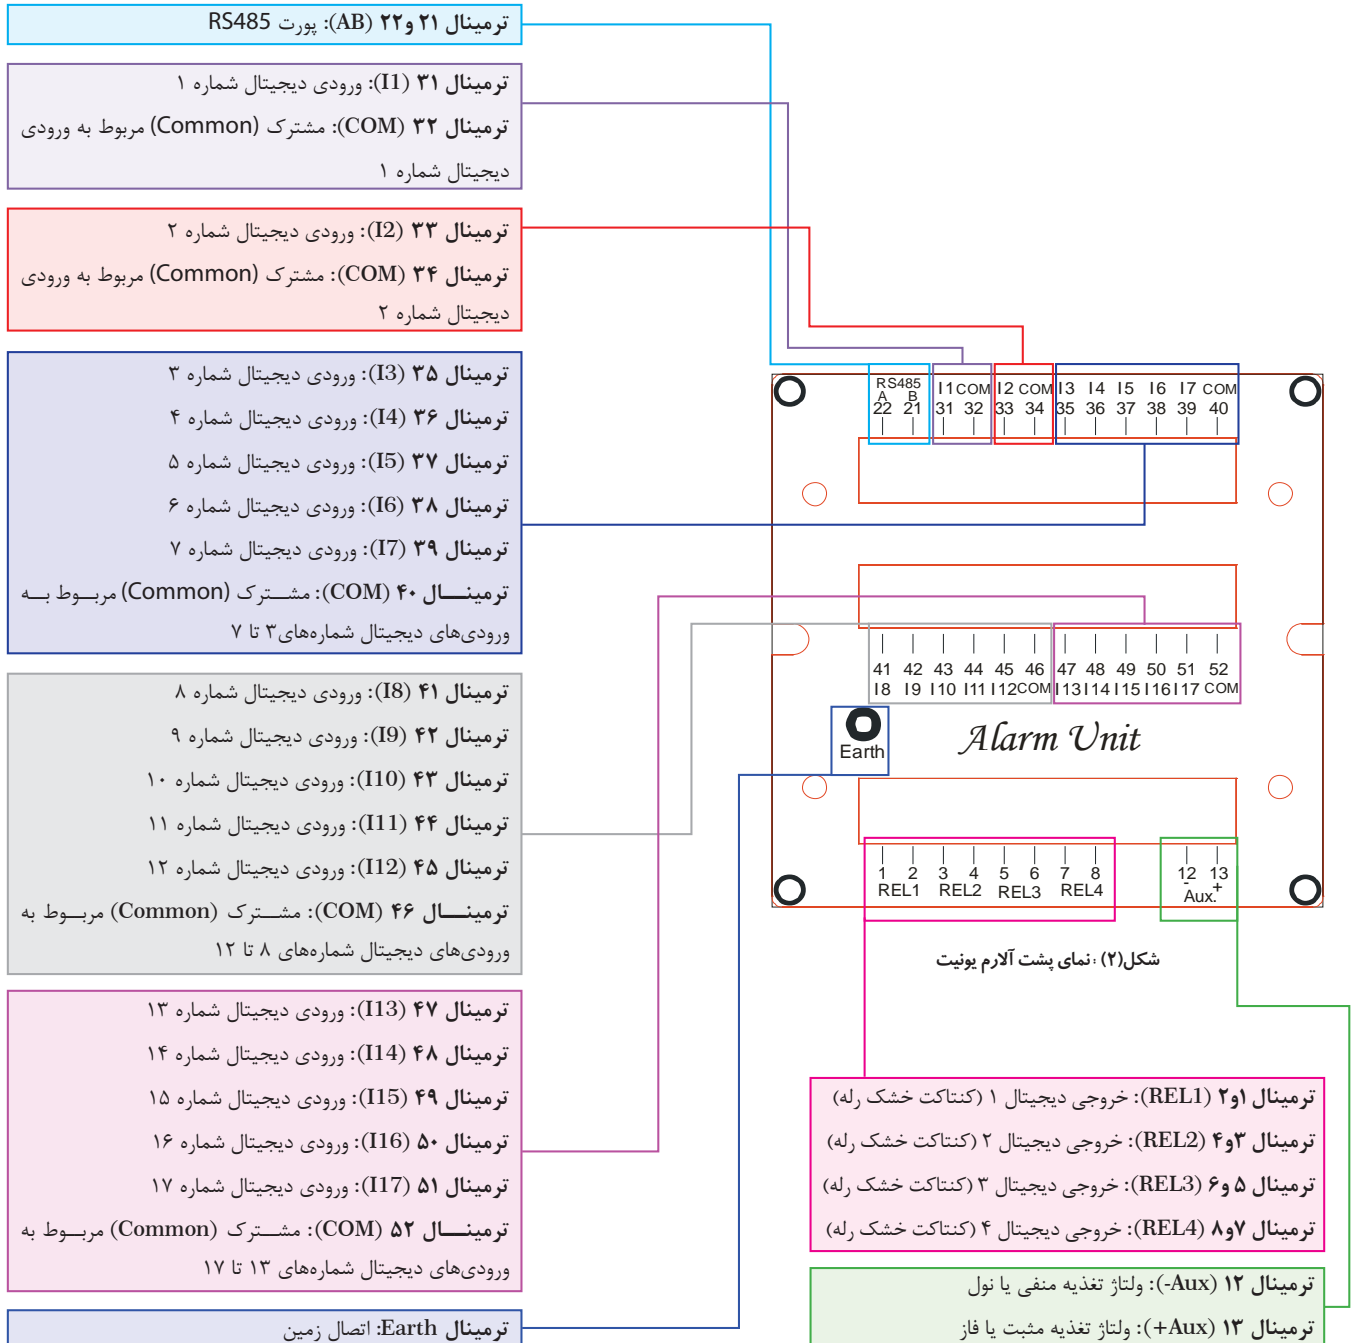 ترمینال ۲۱ و۲۲ (AB): پورت RS485
ترمینال ۳۱ (I1): ورودی دیجیتال شماره ۱
ترمینال ۳۲ (COM): مشترک (Common) مربوط به ورودی
دیجیتال شماره ۱
ترمینال ۳۳ (I2): ورودی دیجیتال شماره ۲
ترمینال ۳۴ (COM): مشترک (Common) مربوط به ورودی
دیجیتال شماره ۲
ترمینال ۳۵ (I3): ورودی دیجیتال شماره ۳
ترمینال ۳۶ (I4): ورودی دیجیتال شماره ۴
ترمینال ۳۷ (I5): ورودی دیجیتال شماره ۵
ترمینال ۳۸ (I6): ورودی دیجیتال شماره ۶
ترمینال ۳۹ (I7): ورودی دیجیتال شماره ۷
ترمینـــال ۴۰ (COM): مشــترک (Common) مربــوط بــه
ورودی‌های دیجیتال شماره‌های۳ تا ۷
ترمینال ۴۱ (I8): ورودی دیجیتال شماره ۸
ترمینال ۴۲ (I9): ورودی دیجیتال شماره ۹
ترمینال ۴۳ (I10): ورودی دیجیتال شماره ۱۰
ترمینال ۴۴ (I11): ورودی دیجیتال شماره ۱۱
ترمینال ۴۵ (I12): ورودی دیجیتال شماره ۱۲
ترمینـــال ۴۶ (COM): مشــترک (Common) مربــوط به
ورودی‌های دیجیتال شماره‌های ۸ تا ۱۲
ترمینال ۴۷ (I13): ورودی دیجیتال شماره ۱۳
ترمینال ۴۸ (I14): ورودی دیجیتال شماره ۱۴
ترمینال ۴۹ (I15): ورودی دیجیتال شماره ۱۵
ترمینال ۵۰ (I16): ورودی دیجیتال شماره ۱۶
ترمینال ۵۱ (I17): ورودی دیجیتال شماره ۱۷
ترمینـــال ۵۲ (COM): مشــترک (Common) مربــوط به
ورودی‌های دیجیتال شماره‌های ۱۳ تا ۱۷
ترمینال Earth: اتصال زمین
RS485 I1 COM I2 COM I3 I4 I5 I6 I7 COM
A B
22 21 31 32 33 34 35 36 37 38 39 40
41 42 43 44 45 46 47 48 49 50 51 52
I8 I9 I10 I11 I12 COM I13 I14 I15 I16 I17 COM
Earth
Alarm Unit
1 2 3 4 5 6 7 8 12 13
REL1 REL2 REL3 REL4 - Aux. +
شکل(۲) : نمای پشت آلارم یونیت
ترمینال ۱و۲ (REL1): خروجی دیجیتال ۱ (کنتاکت خشک رله)
ترمینال ۳و۴ (REL2): خروجی دیجیتال ۲ (کنتاکت خشک رله)
ترمینال ۵ و۶ (REL3): خروجی دیجیتال ۳ (کنتاکت خشک رله)
ترمینال ۷و۸ (REL4): خروجی دیجیتال ۴ (کنتاکت خشک رله)
ترمینال ۱۲ (Aux-): ولتاژ تغذیه منفی یا نول
ترمینال ۱۳ (Aux+): ولتاژ تغذیه مثبت یا فاز